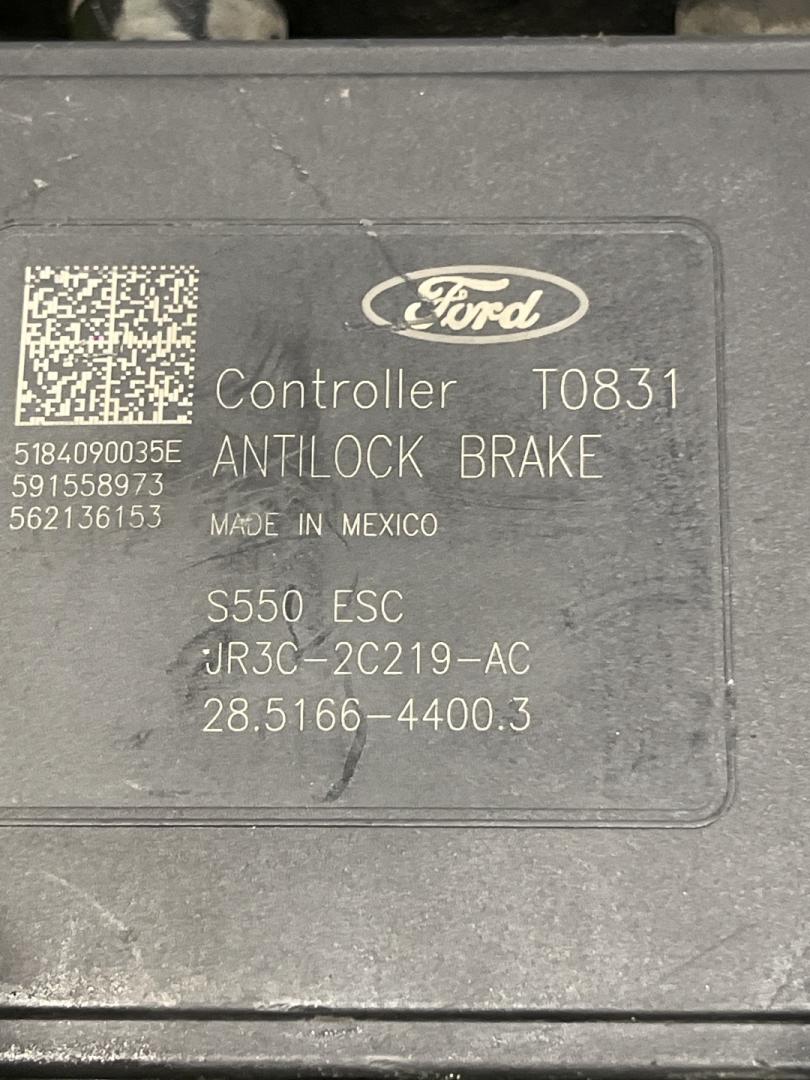 Ford
Controller T0831
ANTILOCK BRAKE
MADE IN MEXICO
5184090035E
591558973
562136153
S550 ESC
JR3C-2C219-AC
28.5166-4400.3